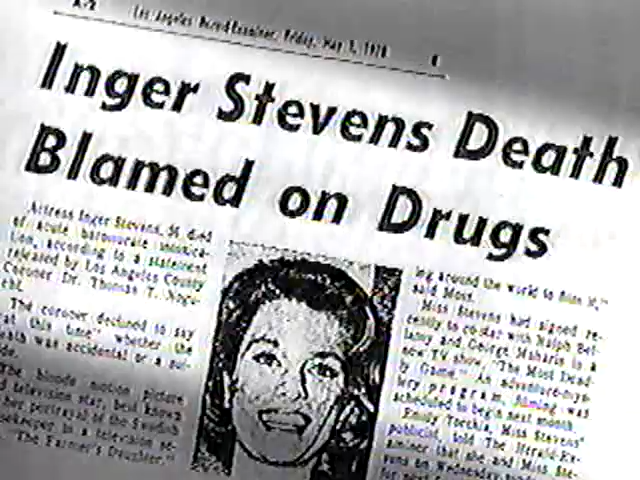 A-2 Los Angeles Herald-Examiner, Friday, May 1, 1970
Inger Stevens Death
Blamed on Drugs
Actress Inger Stevens, 36, died
of acute barbiturate intoxica-
tion, according to a statement
released by Los Angeles County
Coroner Dr. Thomas T. Nogu-
chi.
The coroner declined to say
"at this time" whether the
death was accidental or a sui-
cide.
The blonde motion picture
and television star, best known
for her portrayal of the Swedish
housekeeper in a television se-
"The Farmer's Daughter,"
ing around the world to film it,"
said Moss.
Miss Stevens had signed re-
cently to co-star with Ralph Bel-
lamy and George Maharis in a
new TV show, "The Most Dead-
ly Game." An adventure-mys-
tery program, filming was
scheduled to begin next month.
Emily Torchia, Miss Stevens'
publicist, told The Herald-Ex-
aminer that she and Miss Ste-
vens on Wednesday